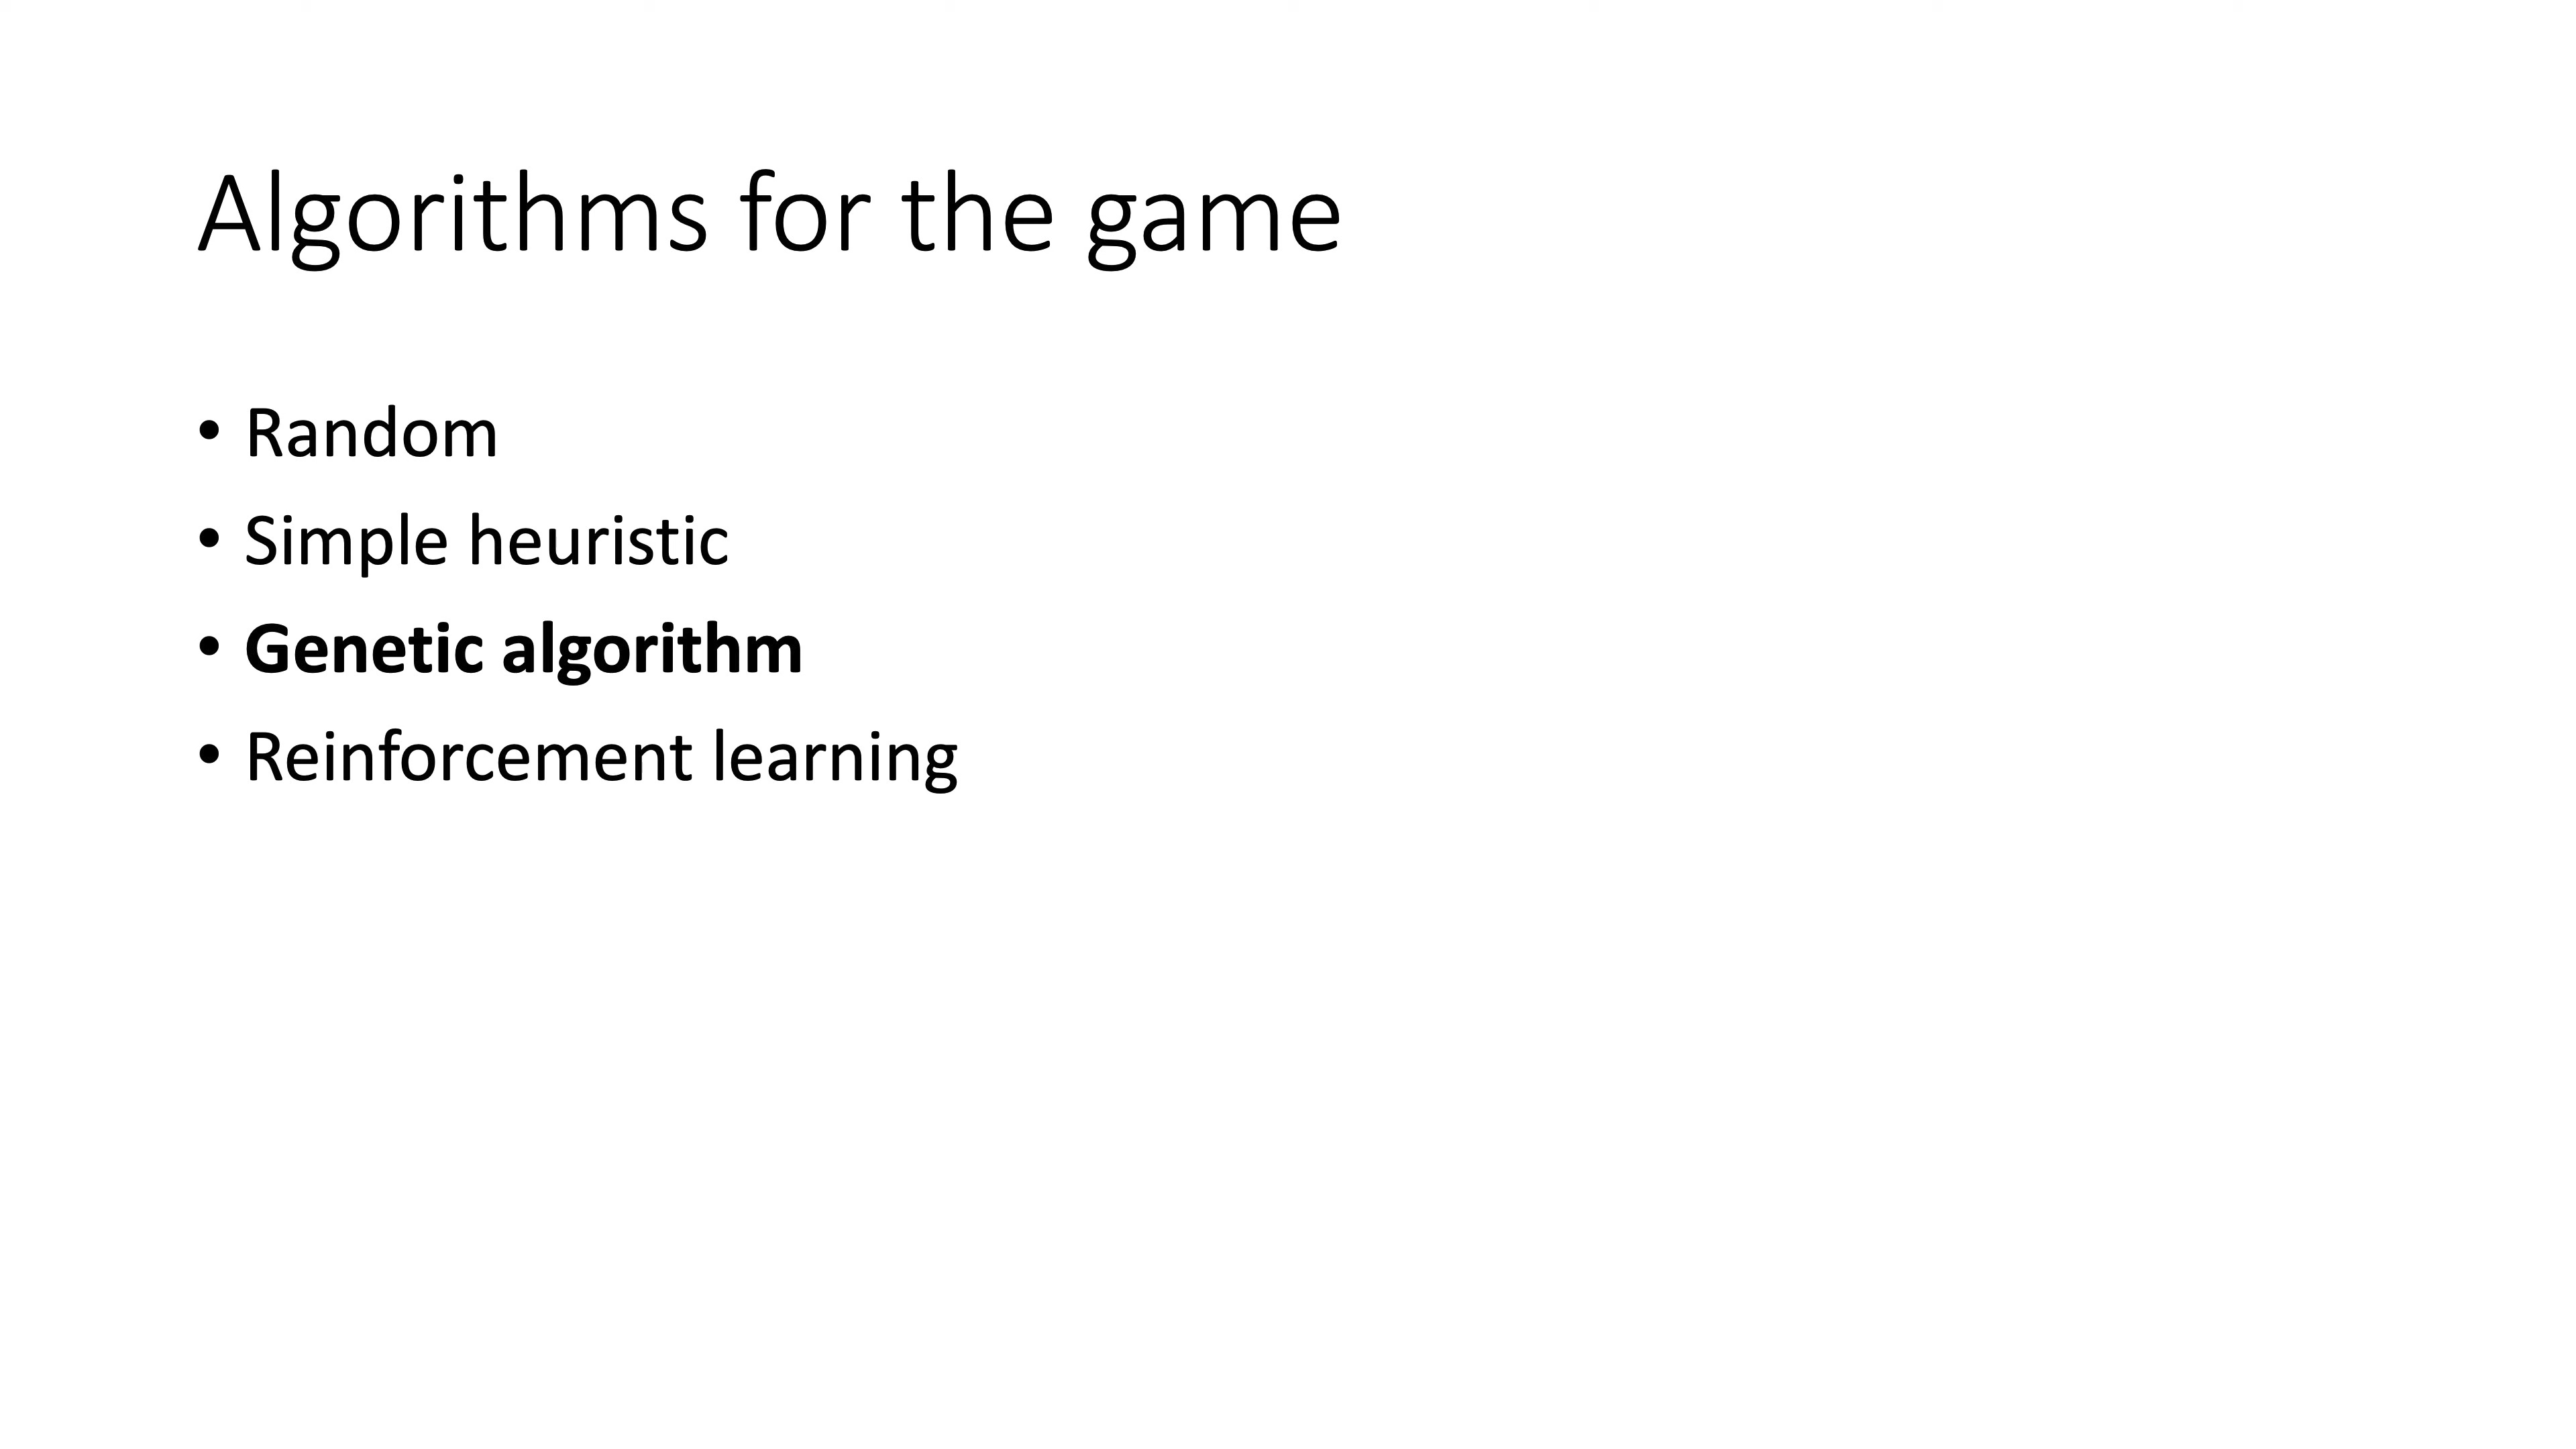 Algorithms for the game
• Random
• Simple heuristic
• Genetic algorithm
• Reinforcement learning